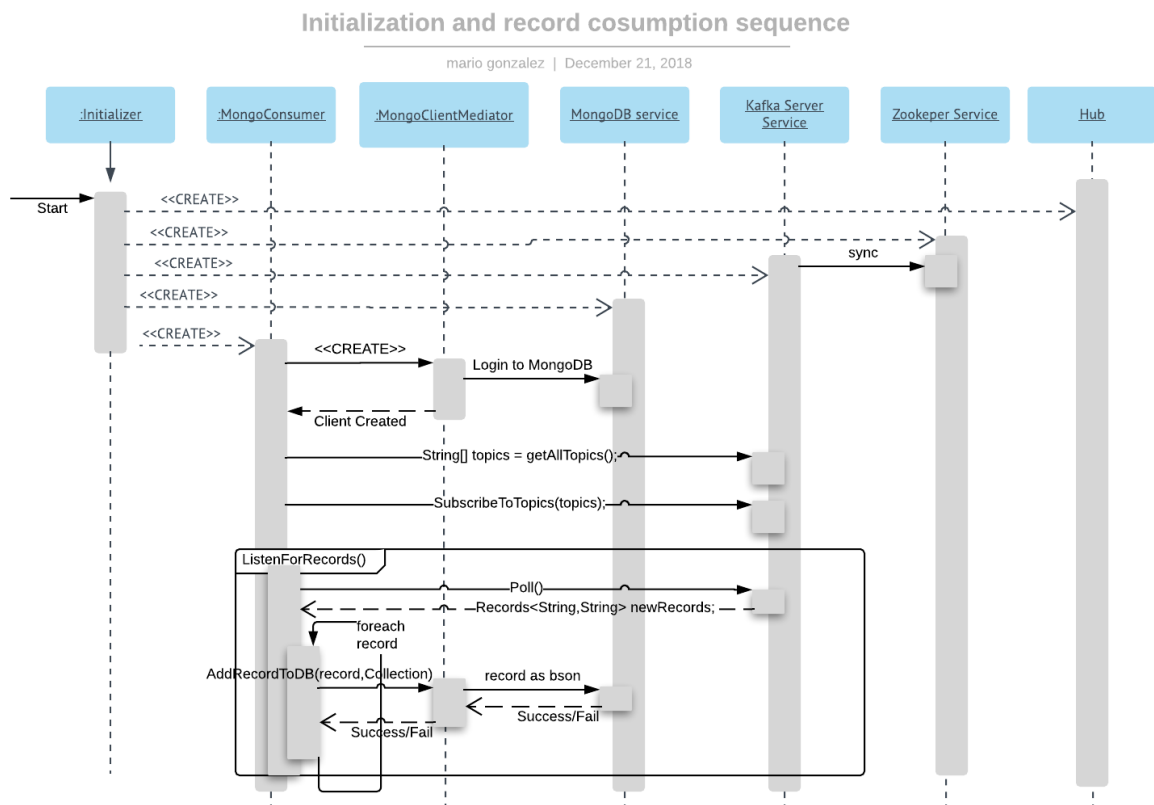 Initialization and record cosumption sequence
mario gonzalez | December 21, 2018
:Initializer
:MongoConsumer
:MongoClientMediator
MongoDB service
Kafka Server
Service
Zookeper Service
Hub
Start
<<CREATE>>
<<CREATE>>
sync
<<CREATE>>
<<CREATE>>
<<CREATE>>
<<CREATE>>
Login to MongoDB
Client Created
String[] topics = getAllTopics();
SubscribeToTopics(topics);
ListenForRecords()
Poll()
Records<String,String> newRecords;
foreach
record
AddRecordToDB(record,Collection)
record as bson
Success/Fail
Success/Fail